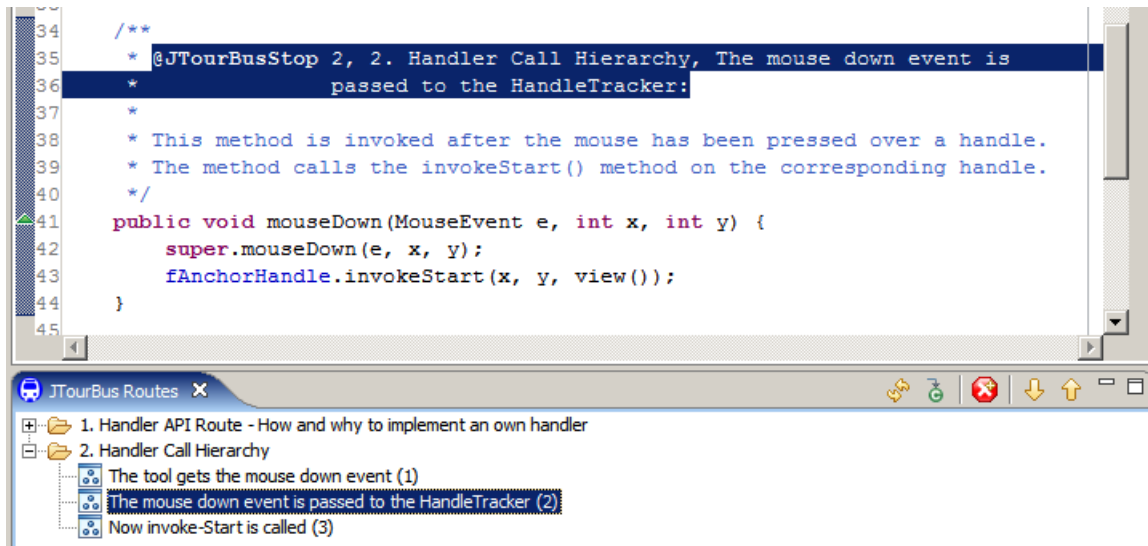 34 /**
35 * @JTourBusStop 2, 2. Handler Call Hierarchy, The mouse down event is
36 * passed to the HandleTracker:
37 *
38 * This method is invoked after the mouse has been pressed over a handle.
39 * The method calls the invokeStart() method on the corresponding handle.
40 */
41 public void mouseDown(MouseEvent e, int x, int y) {
42 super.mouseDown(e, x, y);
43 fAnchorHandle.invokeStart(x, y, view());
44 }
45
JTourBus Routes
1. Handler API Route - How and why to implement an own handler
2. Handler Call Hierarchy
The tool gets the mouse down event (1)
The mouse down event is passed to the HandleTracker (2)
Now invoke-Start is called (3)